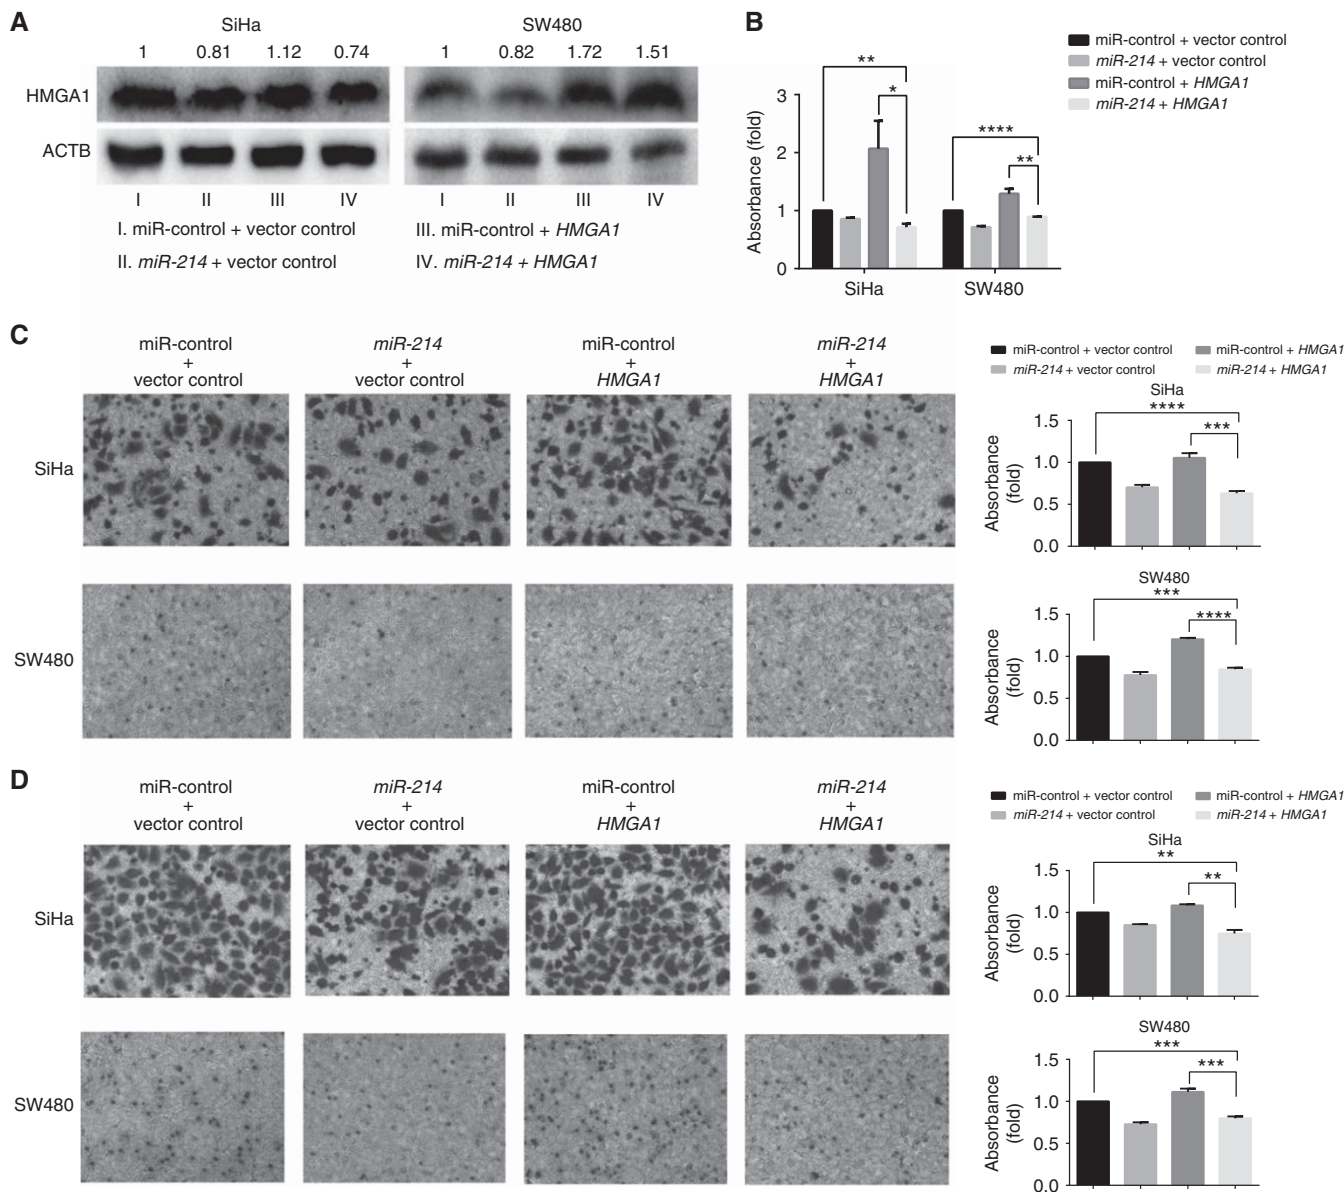 A
SiHa
SW480
1 0.81 1.12 0.74
1 0.82 1.72 1.51
HMGA1
ACTB
I II III IV
I II III IV
I. miR-control + vector control
II. miR-214 + vector control
III. miR-control + HMGA1
IV. miR-214 + HMGA1
B
miR-control + vector control
miR-214 + vector control
miR-control + HMGA1
miR-214 + HMGA1
Absorbance (fold)
3
2
1
0
**
*
****
**
SiHa
SW480
C
miR-control
+
vector control
miR-214
+
vector control
miR-control
+
HMGA1
miR-214
+
HMGA1
SiHa
SW480
miR-control + vector control
miR-214 + vector control
miR-control + HMGA1
miR-214 + HMGA1
SiHa
****
***
Absorbance
(fold)
1.5
1.0
0.5
0.0
SW480
***
****
Absorbance
(fold)
1.5
1.0
0.5
0.0
D
miR-control
+
vector control
miR-214
+
vector control
miR-control
+
HMGA1
miR-214
+
HMGA1
SiHa
SW480
miR-control + vector control
miR-214 + vector control
miR-control + HMGA1
miR-214 + HMGA1
SiHa
**
**
Absorbance
(fold)
1.5
1.0
0.5
0.0
SW480
***
***
Absorbance
(fold)
1.5
1.0
0.5
0.0